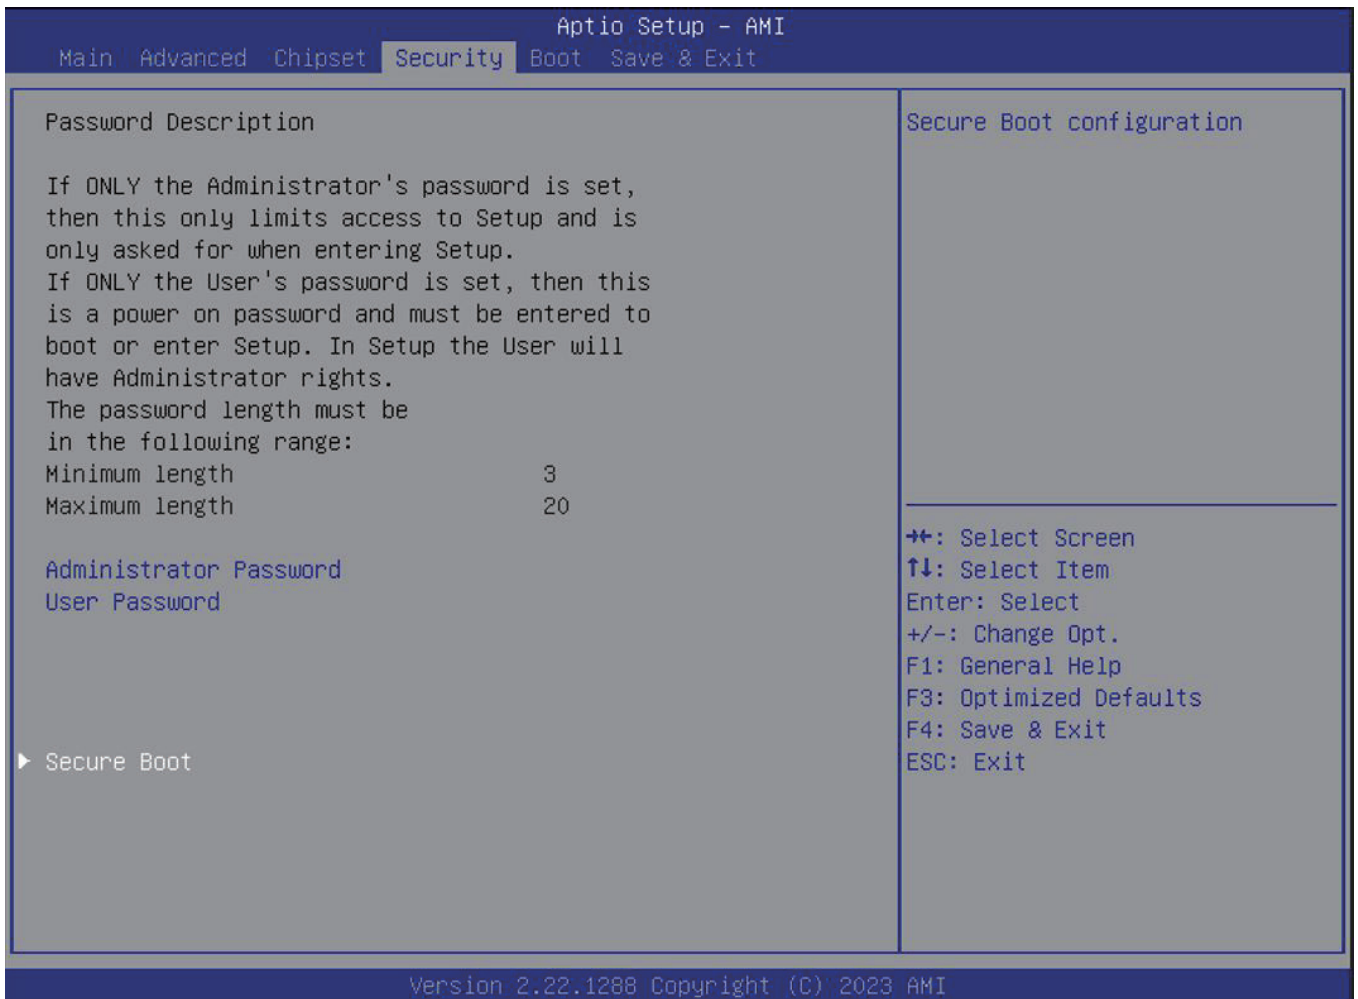 Aptio Setup – AMI
Main Advanced Chipset Security Boot Save & Exit
Password Description
If ONLY the Administrator's password is set,
then this only limits access to Setup and is
only asked for when entering Setup.
If ONLY the User's password is set, then this
is a power on password and must be entered to
boot or enter Setup. In Setup the User will
have Administrator rights.
The password length must be
in the following range:
Minimum length 3
Maximum length 20
Administrator Password
User Password
Secure Boot
Secure Boot configuration
→←: Select Screen
↑↓: Select Item
Enter: Select
+/-: Change Opt.
F1: General Help
F3: Optimized Defaults
F4: Save & Exit
ESC: Exit
Version 2.22.1288 Copyright (C) 2023 AMI